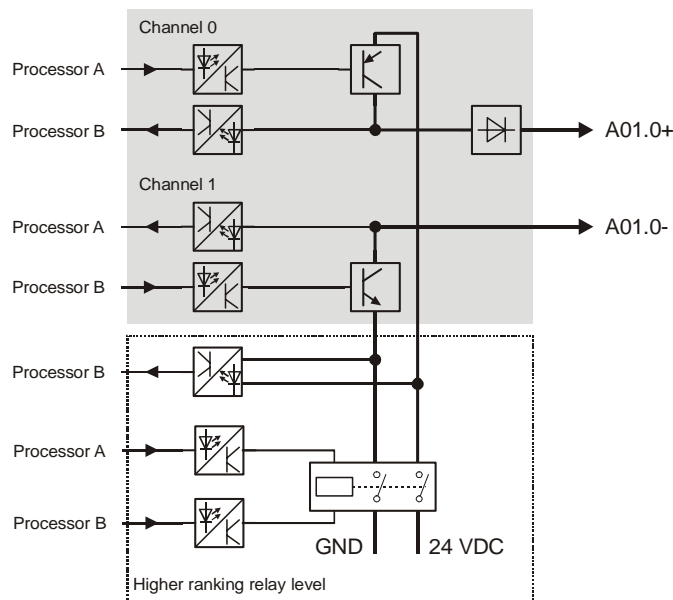 Channel 0
Processor A
Processor B
A01.0+
Channel 1
Processor A
A01.0-
Processor B
Processor B
Processor A
Processor B
GND
24 VDC
Higher ranking relay level